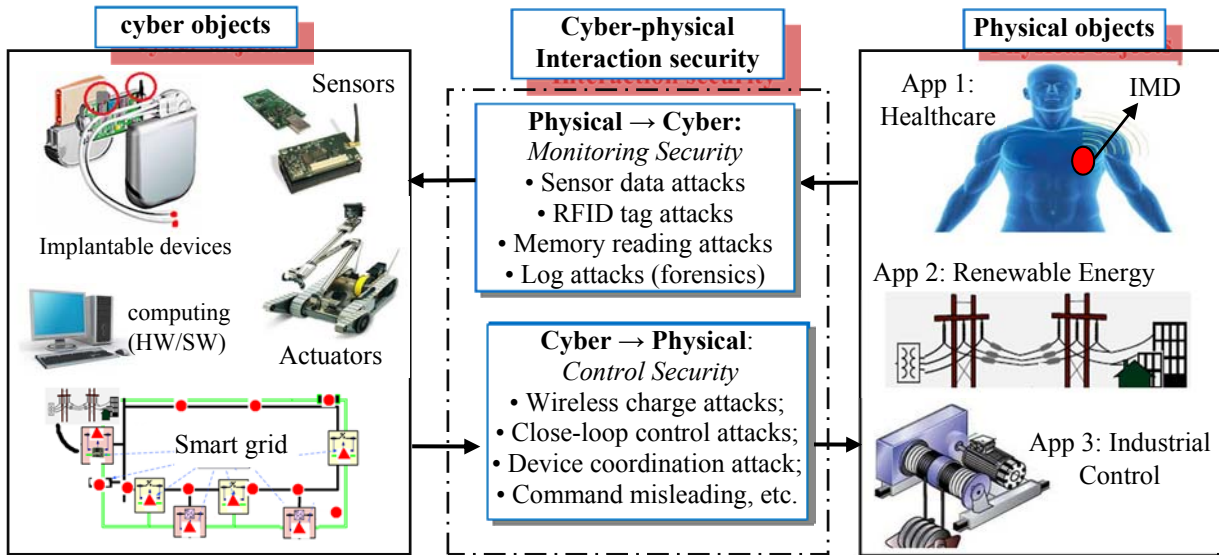 cyber objects
Sensors
Implantable devices
computing
(HW/SW)
Actuators
Smart grid
Cyber-physical
Interaction security
Physical → Cyber:
Monitoring Security
• Sensor data attacks
• RFID tag attacks
• Memory reading attacks
• Log attacks (forensics)
Cyber → Physical:
Control Security
• Wireless charge attacks;
• Close-loop control attacks;
• Device coordination attack;
• Command misleading, etc.
Physical objects
App 1:
Healthcare
IMD
App 2: Renewable Energy
App 3: Industrial
Control